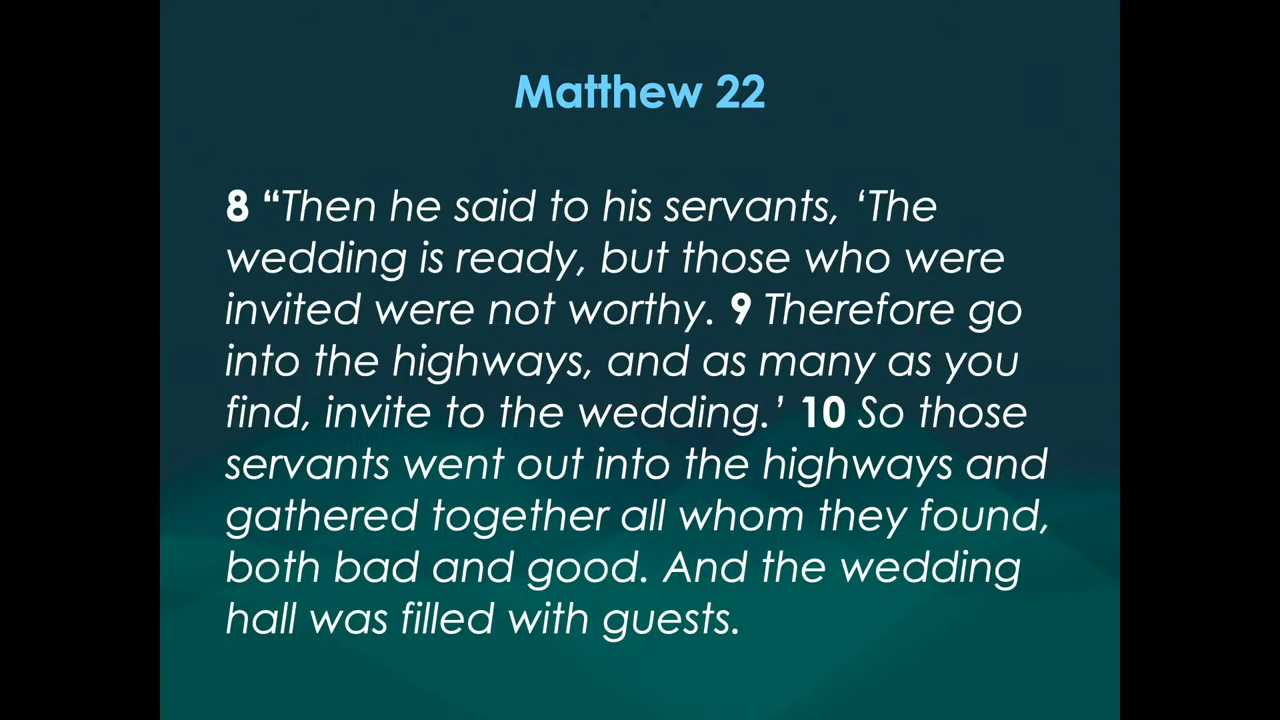 Matthew 22
8 “Then he said to his servants, ‘The
wedding is ready, but those who were
invited were not worthy. 9 Therefore go
into the highways, and as many as you
find, invite to the wedding.’ 10 So those
servants went out into the highways and
gathered together all whom they found,
both bad and good. And the wedding
hall was filled with guests.